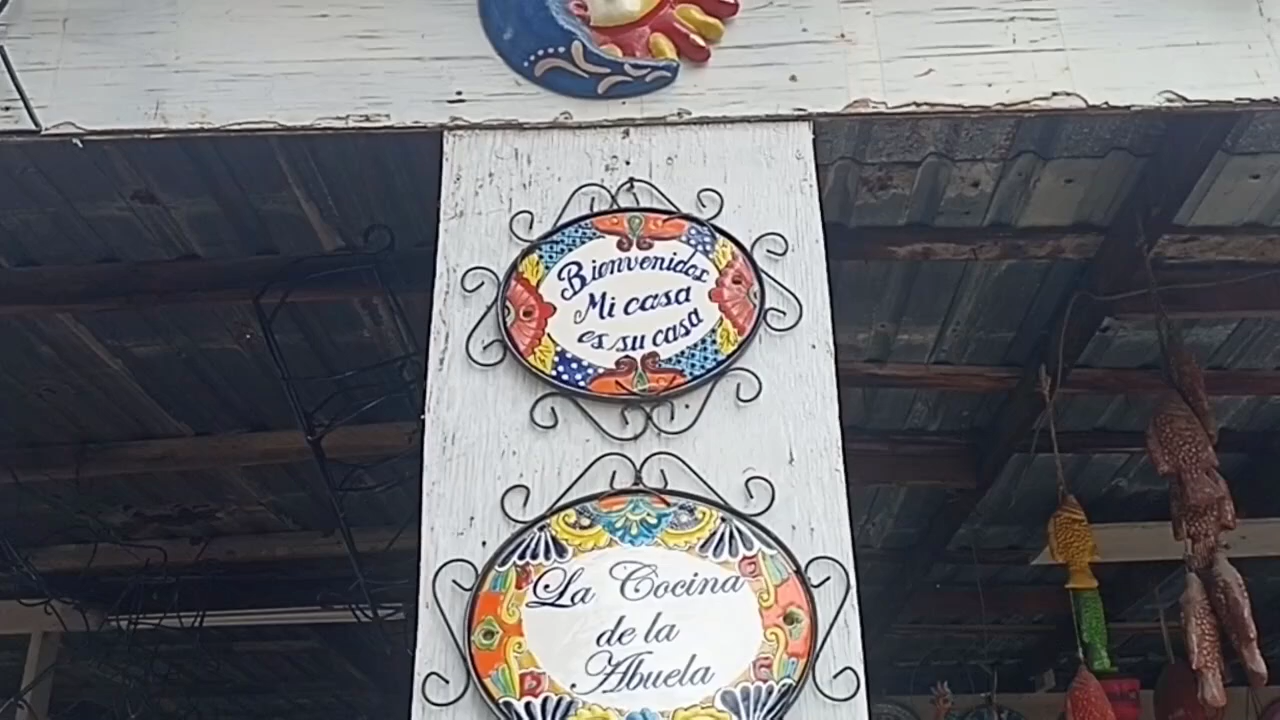 Bienvenidos
Mi casa
es su casa
La Cocina
de la
Abuela